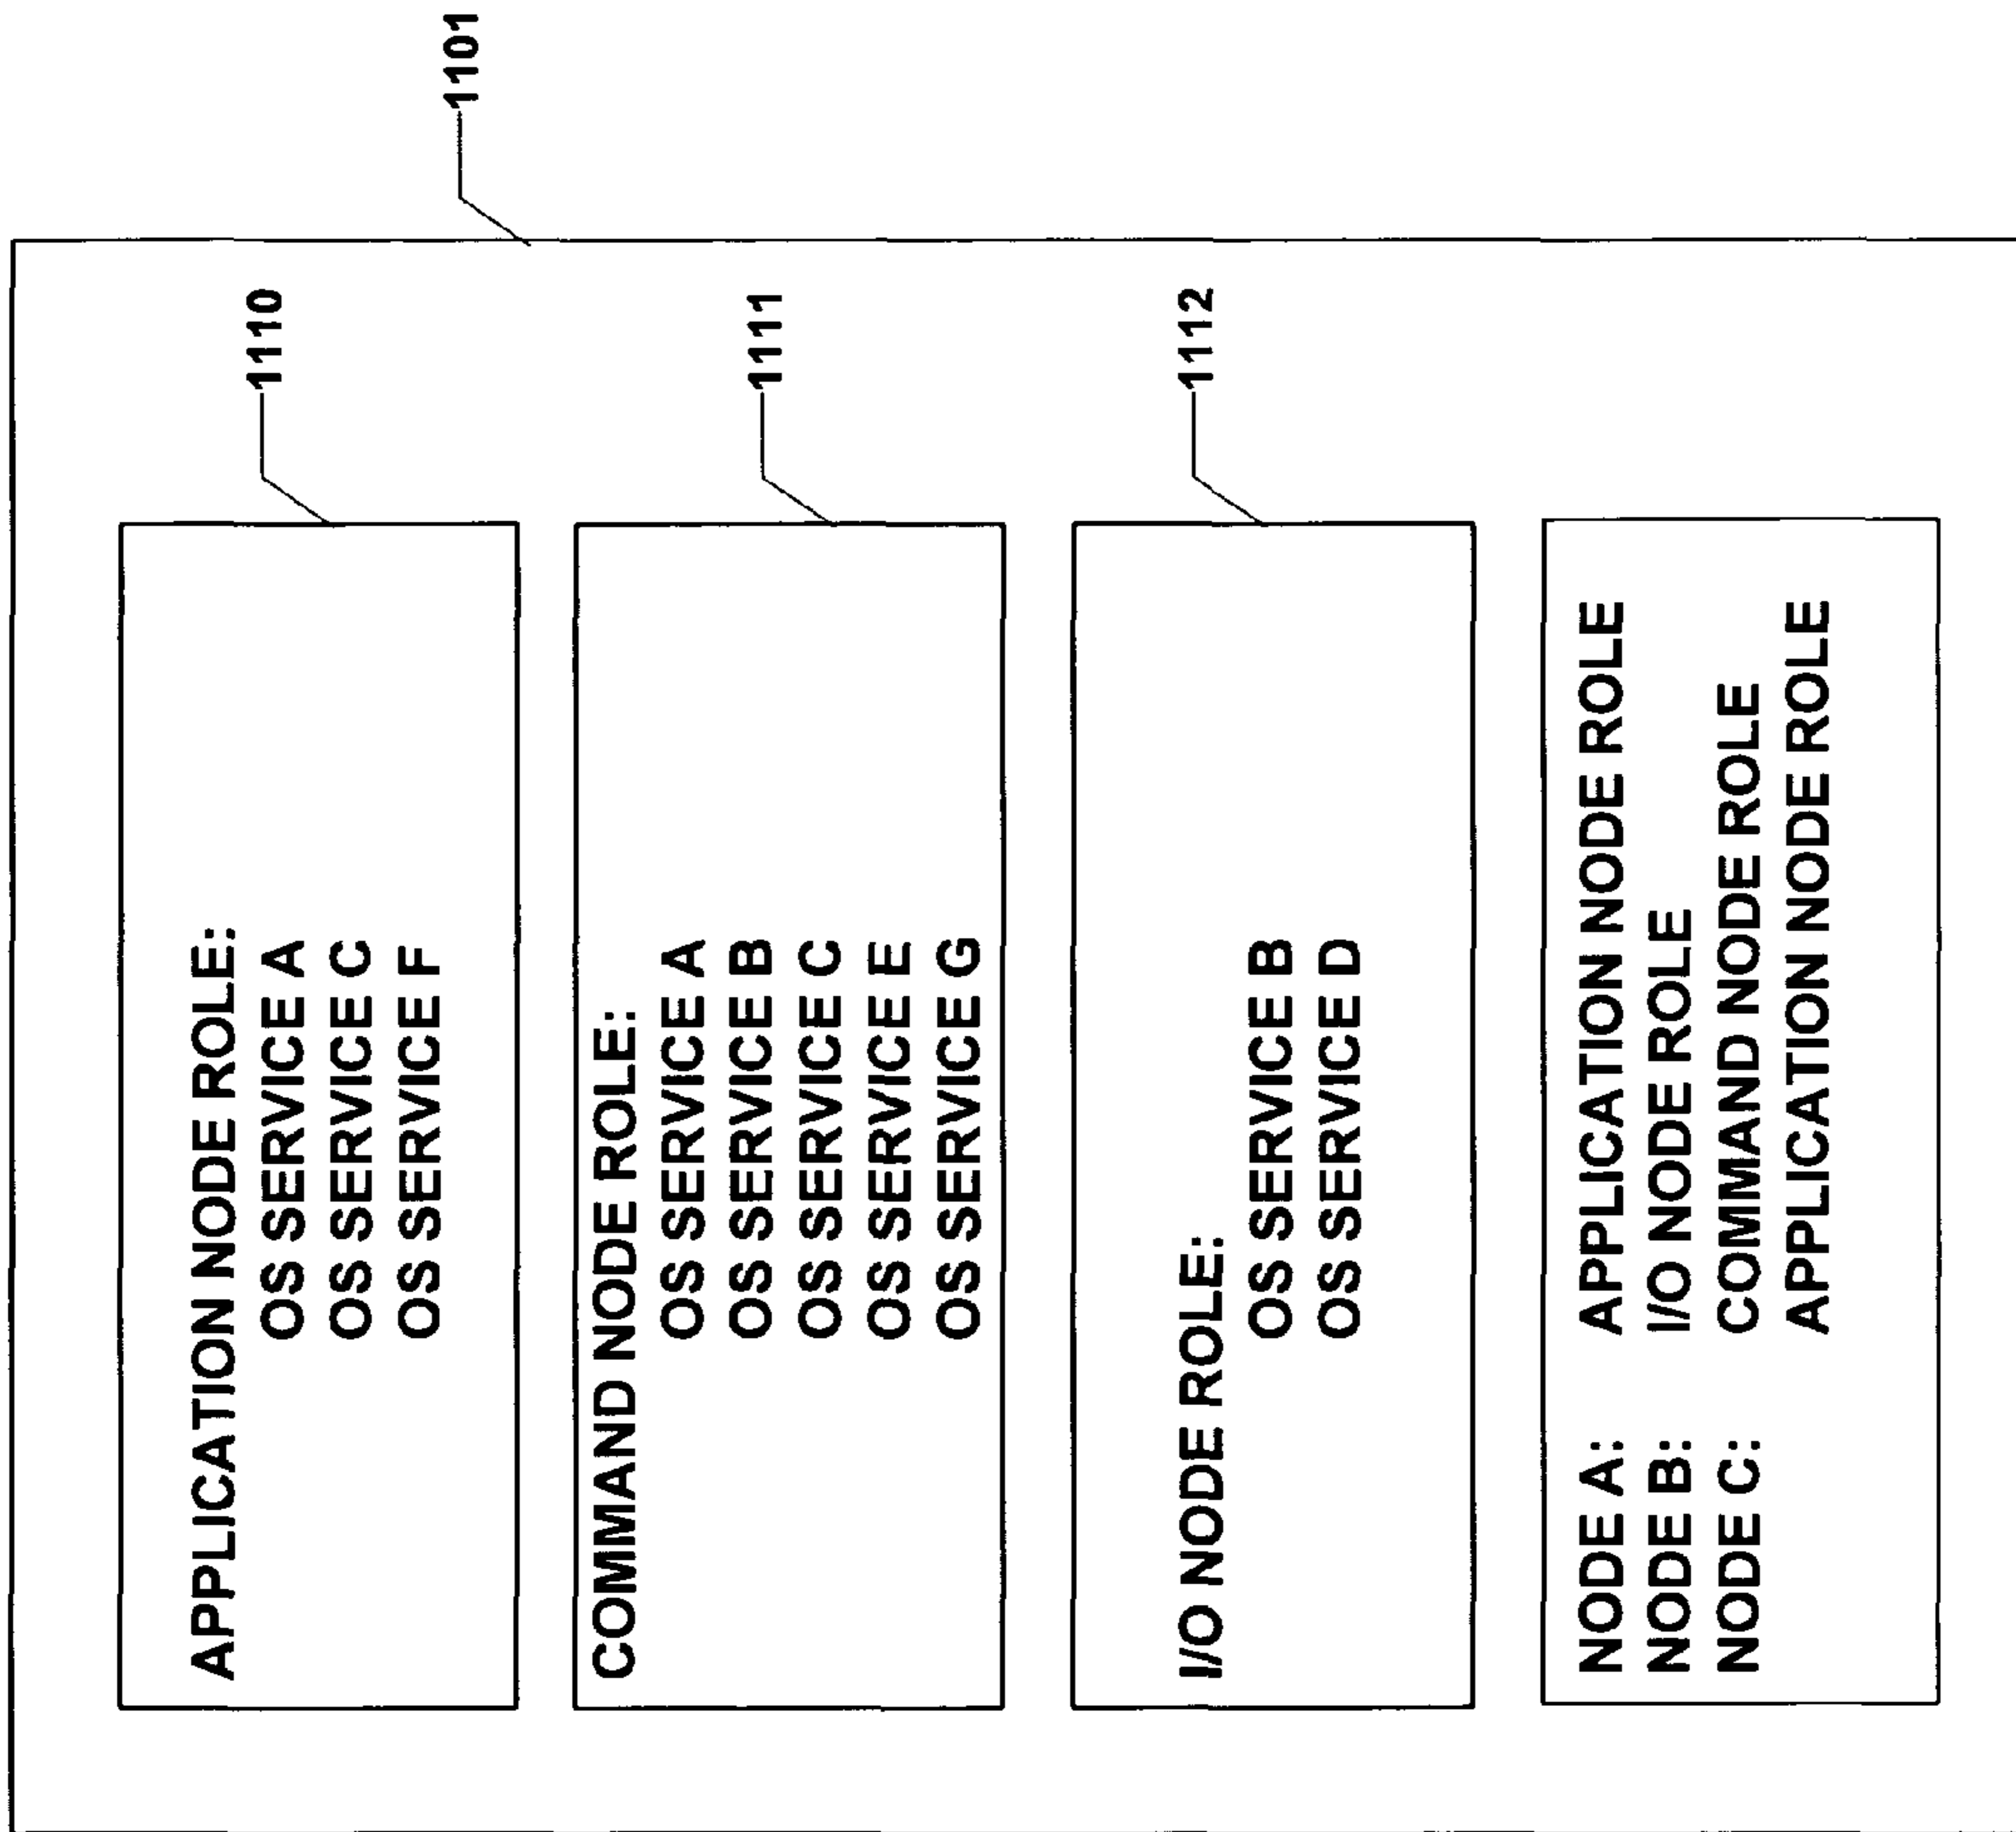 1101
1110
APPLICATION NODE ROLE:
OS SERVICE A
OS SERVICE C
OS SERVICE F
1111
COMMAND NODE ROLE:
OS SERVICE A
OS SERVICE B
OS SERVICE C
OS SERVICE E
OS SERVICE G
1112
I/O NODE ROLE:
OS SERVICE B
OS SERVICE D
NODE A: APPLICATION NODE ROLE
NODE B: I/O NODE ROLE
NODE C: COMMAND NODE ROLE
APPLICATION NODE ROLE